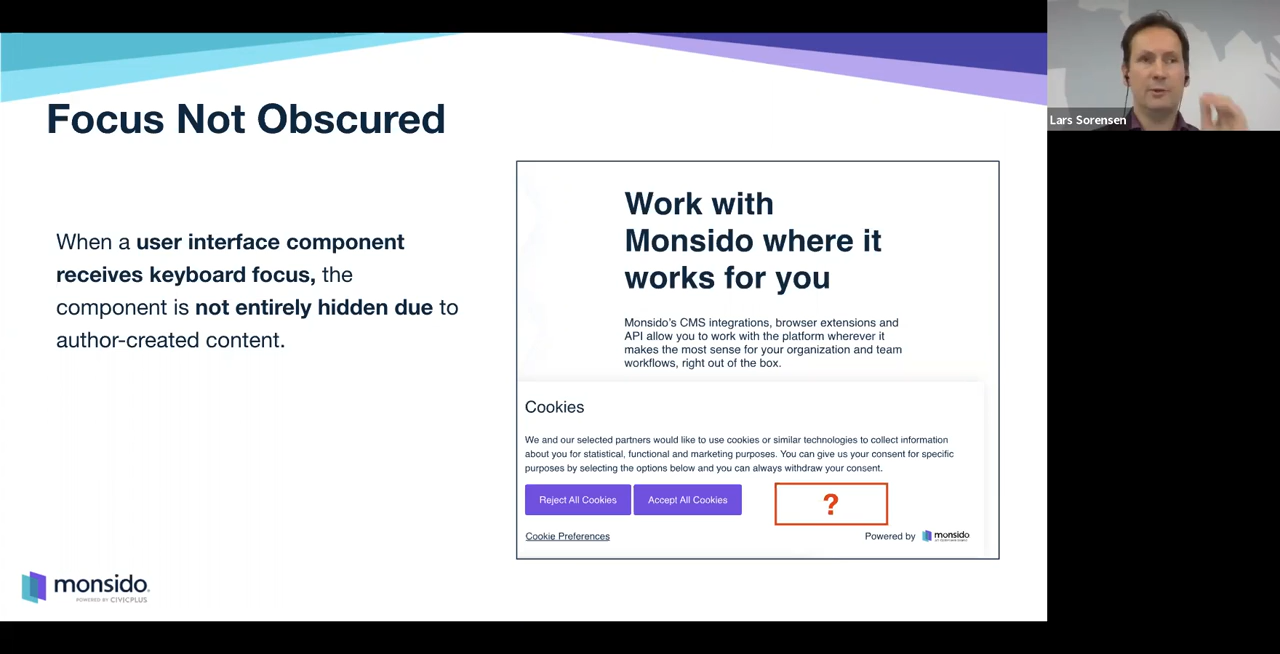 Focus Not Obscured
Lars Sorensen
When a user interface component
receives keyboard focus, the
component is not entirely hidden due to
author-created content.
Work with
Monsido where it
works for you
Monsido's CMS integrations, browser extensions and
API allow you to work with the platform wherever it
makes the most sense for your organization and team
workflows, right out of the box.
Cookies
We and our selected partners would like to use cookies or similar technologies to collect information
about you for statistical, functional and marketing purposes. You can give us your consent for specific
purposes by selecting the options below and you can always withdraw your consent.
Reject All Cookies
Accept All Cookies
?
Cookie Preferences
Powered by monsido
monsido
POWERED BY CIVICPLUS